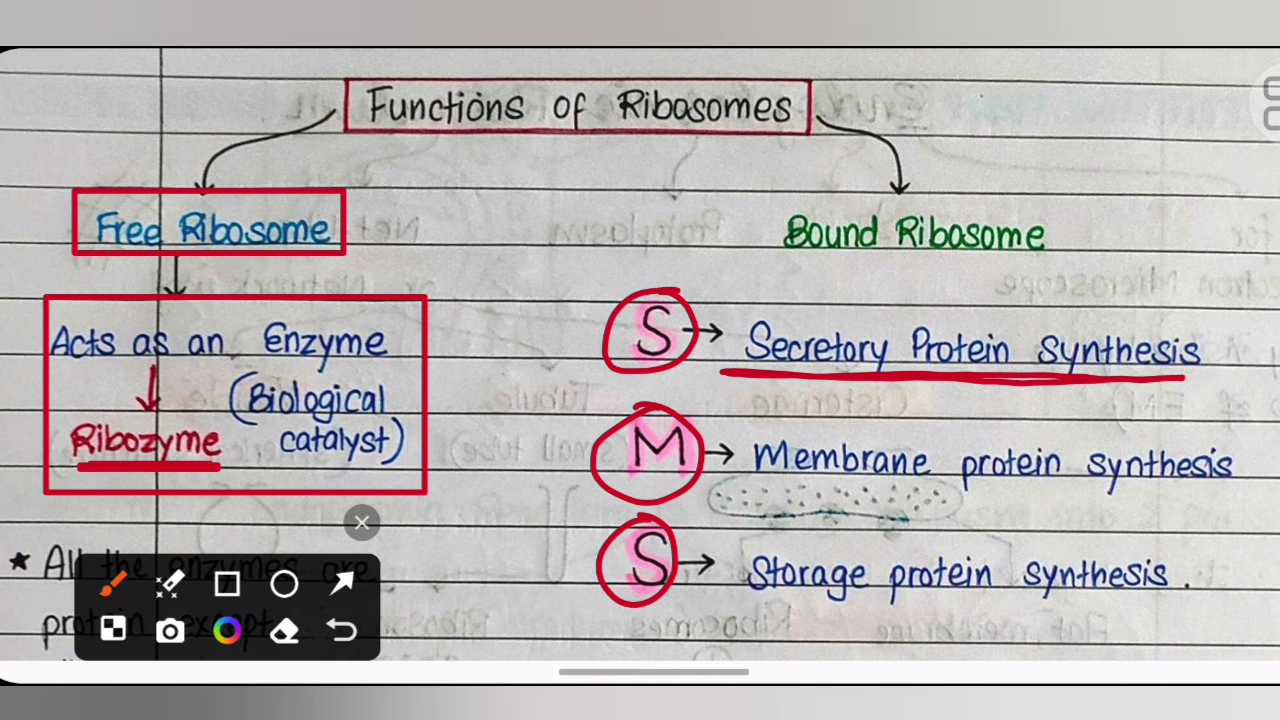 Functions of Ribosomes
Free Ribosome
Bound Ribosome
Acts as an Enzyme
(Biological
catalyst)
Ribozyme
S → Secretory Protein Synthesis
M → Membrane protein synthesis
S → Storage protein synthesis.
★ All the enzymes are
protein except